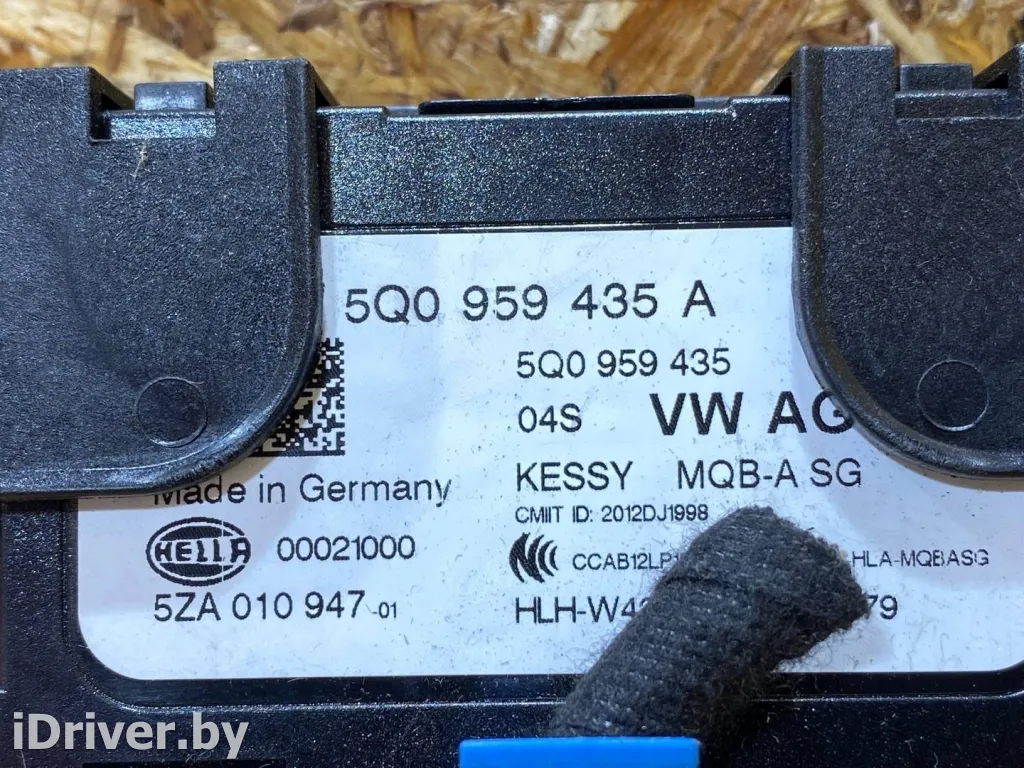 5Q0 959 435 A
5Q0 959 435
04S VW AG
KESSY MQB-A SG
Made in Germany
CMIIT ID: 2012DJ1998
HELLA 00021000
HLA-MQBASG
5ZA 010 947-01
iDriver.by